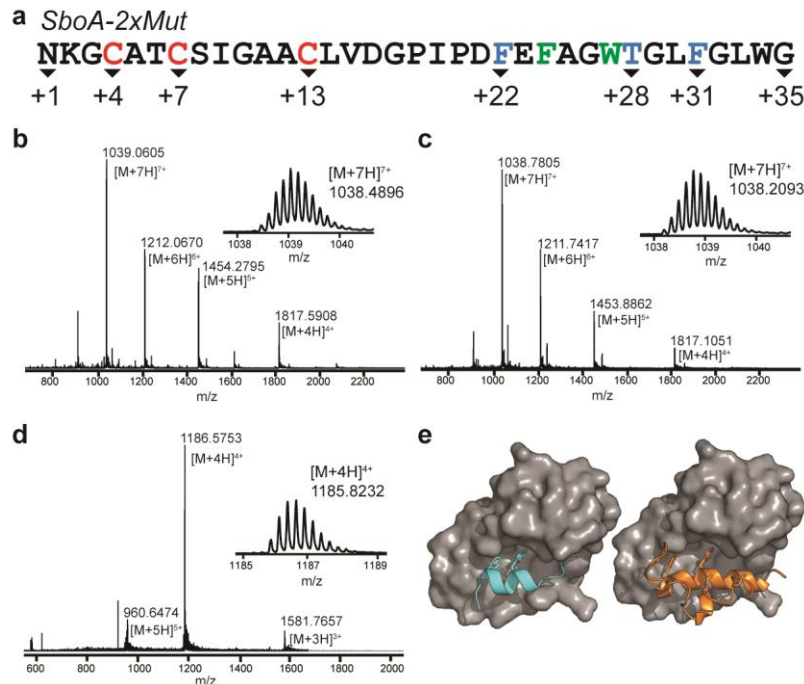 a SboA-2xMut
NKGCATCSIGAACLVDGPIPDFEFAGWTGLFGLWG
+1 +4 +7 +13 +22 +28 +31 +35
b
1039.0605
[M+7H]7+
1212.0670
[M+6H]6+
1454.2795
[M+5H]5+
1817.5908
[M+4H]4+
[M+7H]7+
1038.4896
1038 1039 1040
m/z
800 1000 1200 1400 1600 1800 2000 2200
m/z
c
1038.7805
[M+7H]7+
1211.7417
[M+6H]6+
1453.8862
[M+5H]5+
1817.1051
[M+4H]4+
[M+7H]7+
1038.2093
1038 1039 1040
m/z
800 1000 1200 1400 1600 1800 2000 2200
m/z
d
1186.5753
[M+4H]4+
960.6474
[M+5H]5+
1581.7657
[M+3H]3+
[M+4H]4+
1185.8232
1185 1187 1189
m/z
600 800 1000 1200 1400 1600 1800 2000
m/z
e